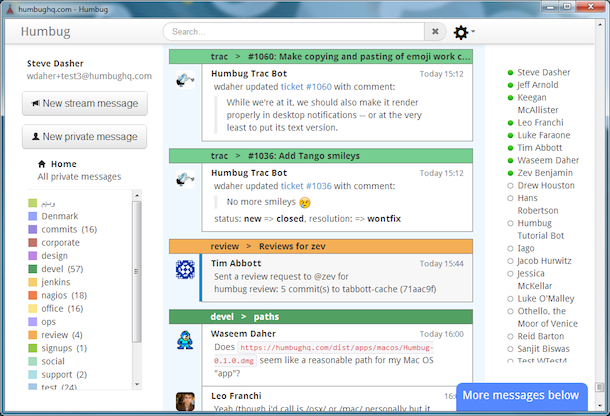 humbughq.com - Humbug
Humbug
Search...
Steve Dasher
wdaher+test3@humbughq.com
New stream message
New private message
Home
All private messages
وسيم
Denmark
commits (16)
corporate
design
devel (57)
jenkins
nagios (18)
office (16)
ops
review (4)
signups (1)
social
support (2)
test (24)
trac > #1060: Make copying and pasting of emoji work c...
Humbug Trac Bot Today 15:12
wdaher updated ticket #1060 with comment:
While we're at it, we should also make it render
properly in desktop notifications -- or at the very
least to put its text version.
trac > #1036: Add Tango smileys
Humbug Trac Bot Today 15:12
wdaher updated ticket #1036 with comment:
No more smileys
status: new => closed, resolution: => wontfix
review > Reviews for zev
Tim Abbott Today 15:44
Sent a review request to @zev for
humbug review: 5 commit(s) to tabbott-cache (71aac9f)
devel > paths
Waseem Daher Today 16:00
Does https://humbughq.com/dist/apps/macos/Humbug-
0.1.0.dmg seem like a reasonable path for my Mac OS
"app"?
Leo Franchi 16:01
Yeah (though i'd call is /osx/ or /mac/ personally but it
Steve Dasher
Jeff Arnold
Keegan
McAllister
Leo Franchi
Luke Faraone
Tim Abbott
Waseem Daher
Zev Benjamin
Drew Houston
Hans
Robertson
Humbug
Tutorial Bot
Iago
Jacob Hurwitz
Jessica
McKellar
Luke O'Malley
Othello, the
Moor of Venice
Reid Barton
Sanjit Biswas
Test WTest4
More messages below